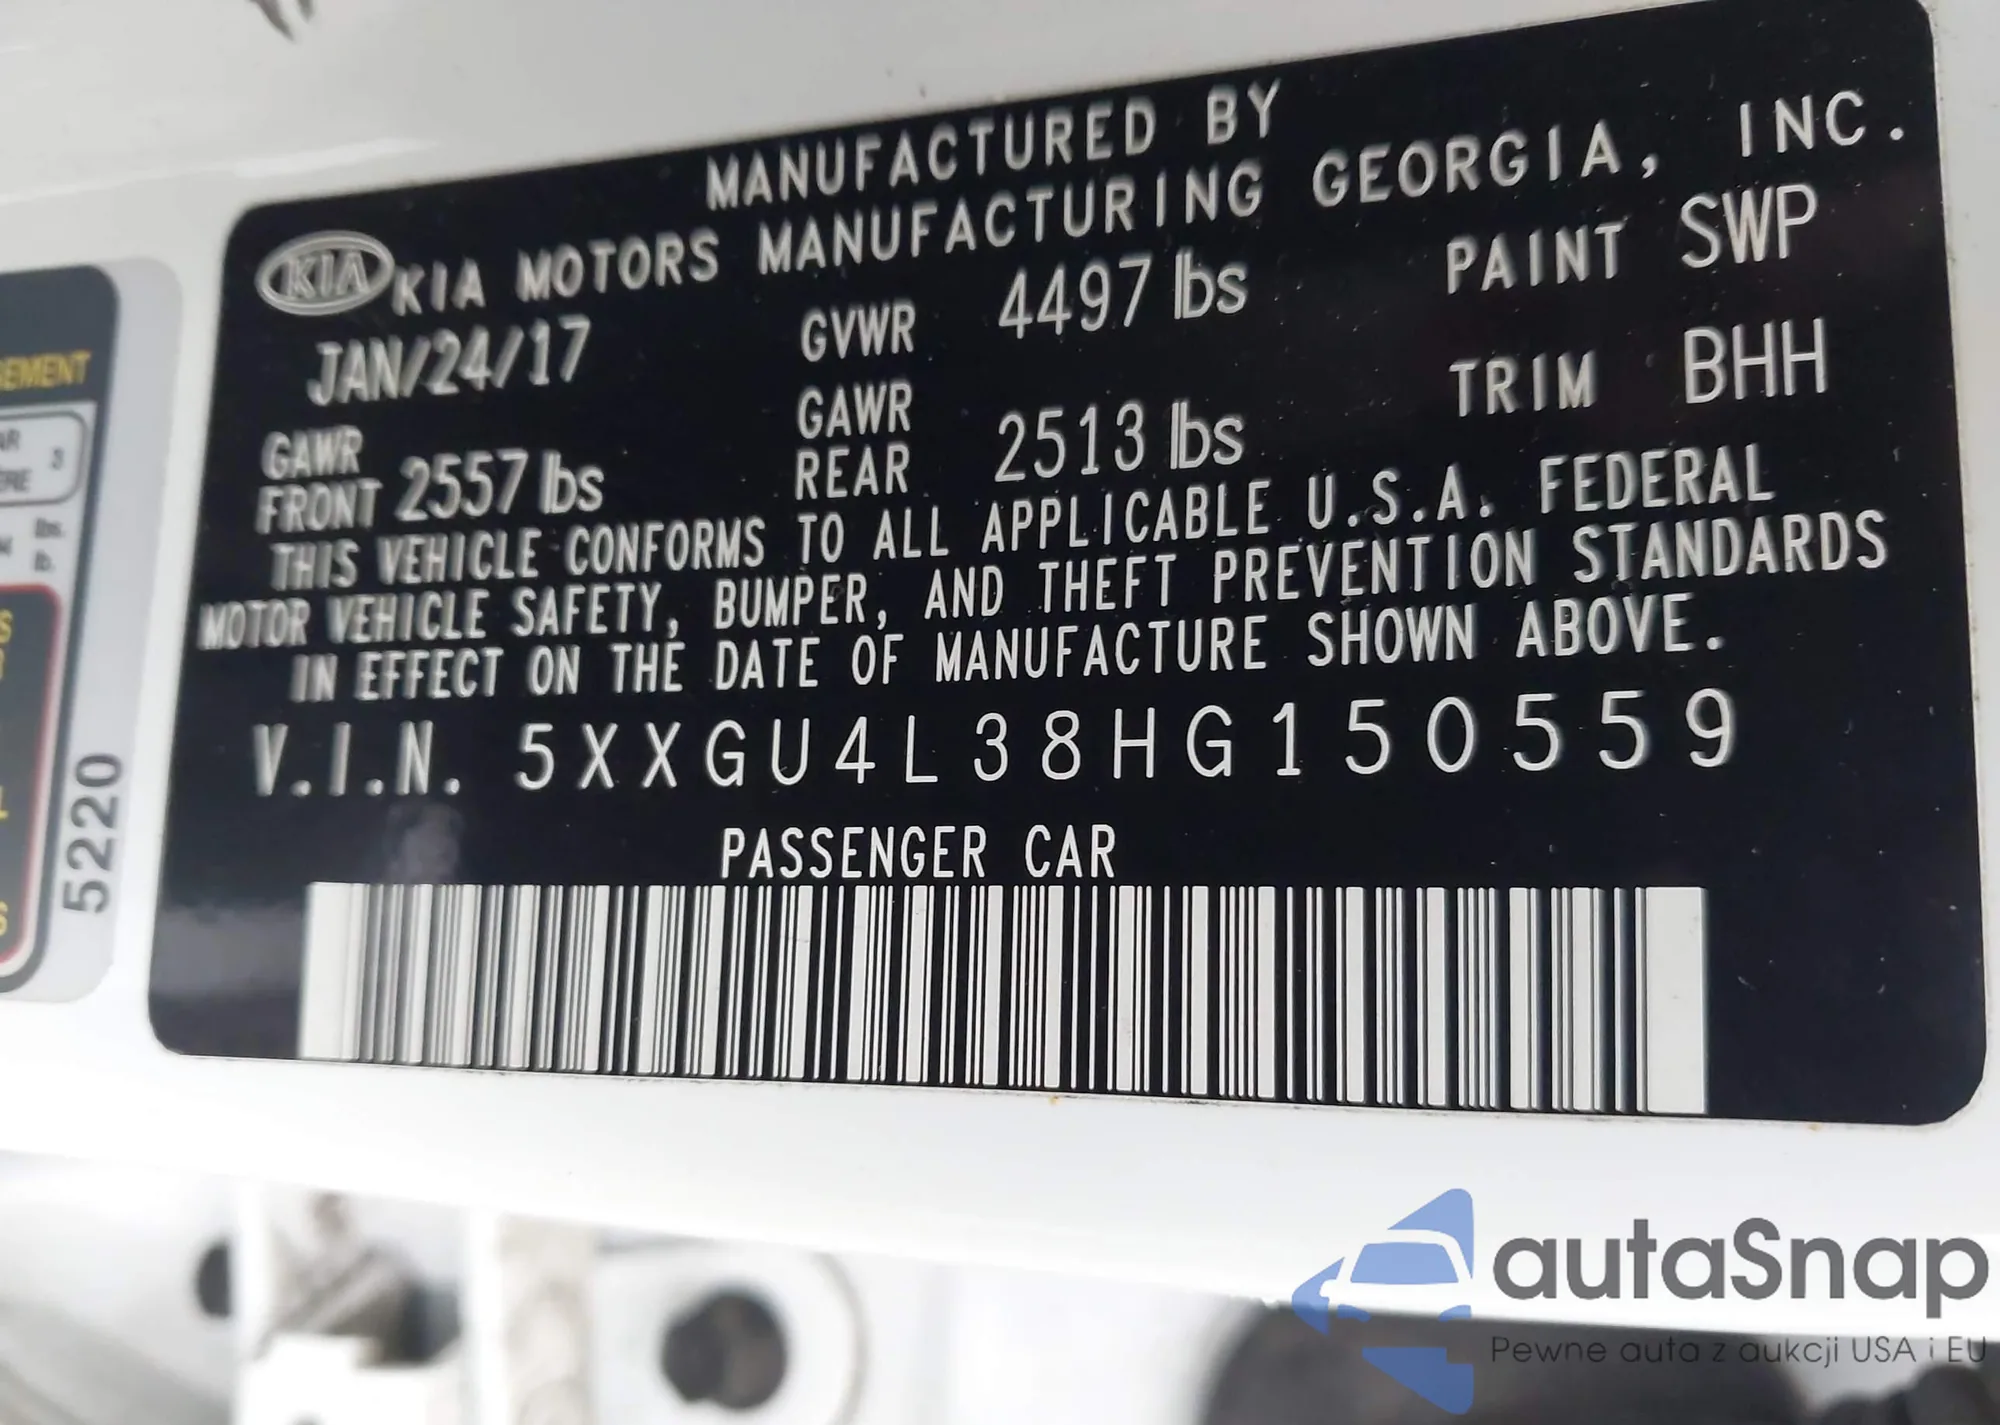 MANUFACTURED BY
KIA KIA MOTORS MANUFACTURING GEORGIA, INC.
JAN/24/17 GVWR 4497 lbs PAINT SWP
GAWR FRONT 2557 lbs GAWR REAR 2513 lbs TRIM BHH
THIS VEHICLE CONFORMS TO ALL APPLICABLE U.S.A. FEDERAL
MOTOR VEHICLE SAFETY, BUMPER, AND THEFT PREVENTION STANDARDS
IN EFFECT ON THE DATE OF MANUFACTURE SHOWN ABOVE.
V.I.N. 5XXGU4L38HG150559
PASSENGER CAR
3
lbs.
lb.
5220
autaSnap
Pewne auta z aukcji USA i EU